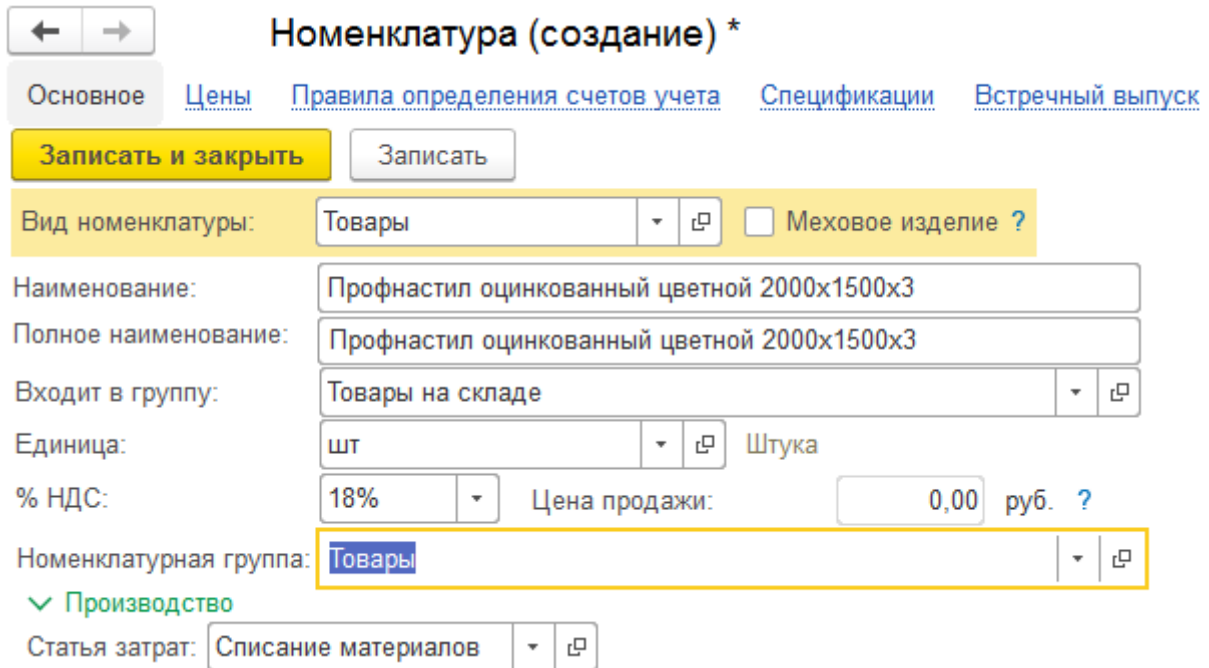 Номенклатура (создание) *
Основное Цены Правила определения счетов учета Спецификации Встречный выпуск
Записать и закрыть Записать
Вид номенклатуры: Товары Меховое изделие ?
Наименование: Профнастил оцинкованный цветной 2000х1500х3
Полное наименование: Профнастил оцинкованный цветной 2000х1500х3
Входит в группу: Товары на складе
Единица: шт Штука
% НДС: 18% Цена продажи: 0,00 руб. ?
Номенклатурная группа: Товары
Производство
Статья затрат: Списание материалов